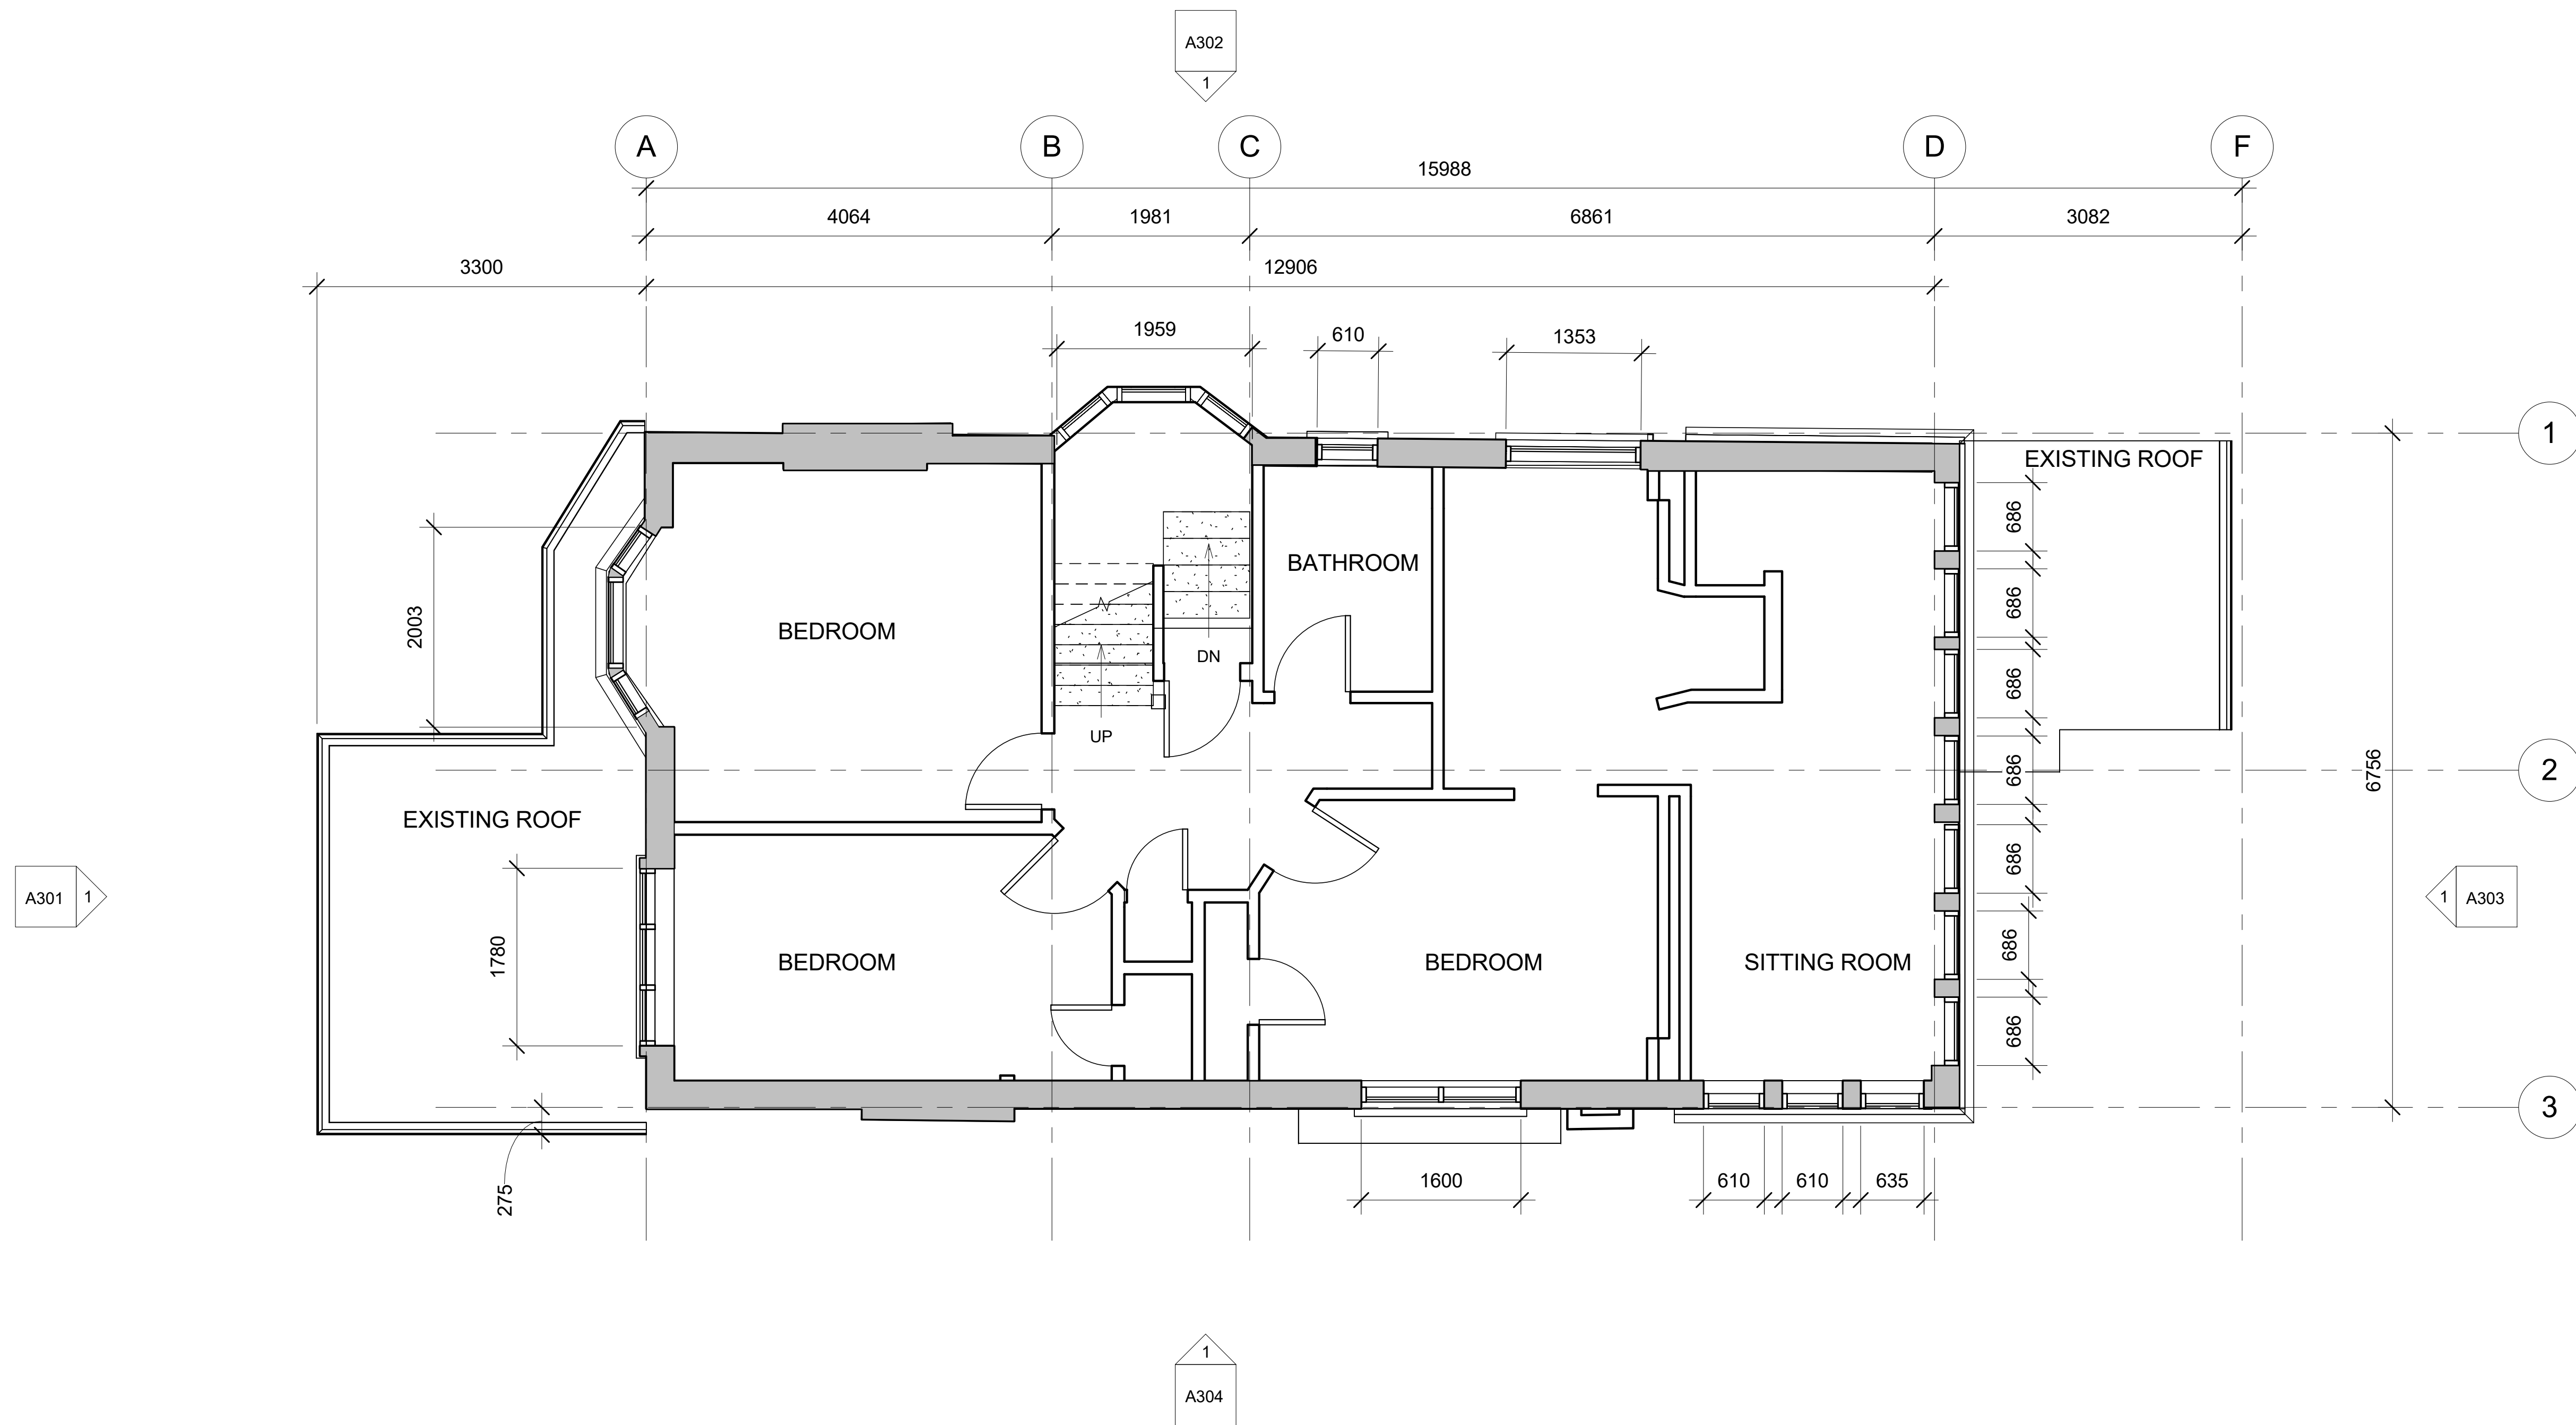 A302
1
A
B
C
D
F
15988
4064
1981
6861
3082
3300
12906
1959
610
1353
1
EXISTING ROOF
686
BATHROOM
686
2003
BEDROOM
DN
686
UP
686
2
6756
EXISTING ROOF
686
A301
1
1
A303
1780
BEDROOM
BEDROOM
SITTING ROOM
686
686
3
275
1600
610
610
635
1
A304